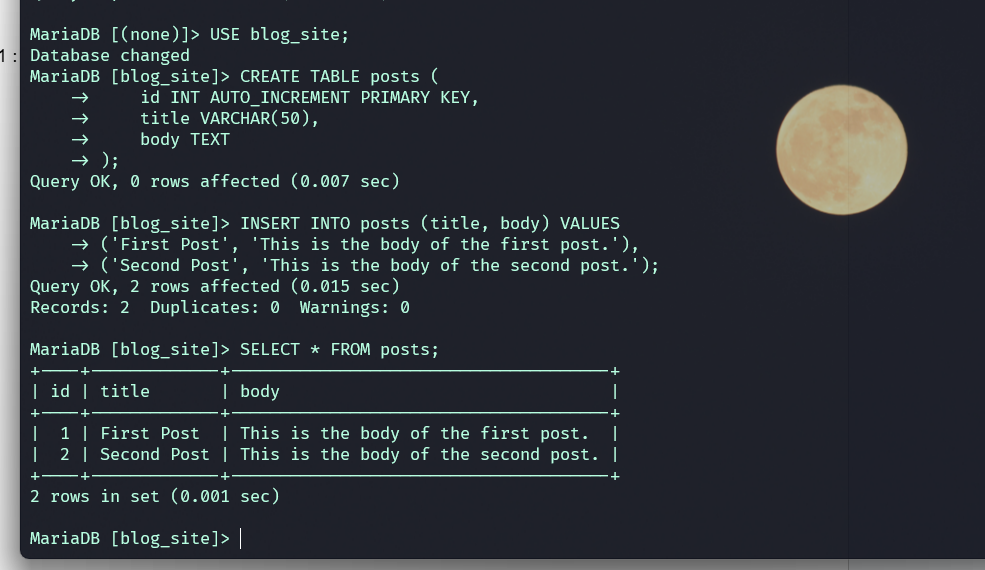 MariaDB [(none)]> USE blog_site;
1:
Database changed
MariaDB [blog_site]> CREATE TABLE posts (
    ->     id INT AUTO_INCREMENT PRIMARY KEY,
    ->     title VARCHAR(50),
    ->     body TEXT
    -> );
Query OK, 0 rows affected (0.007 sec)

MariaDB [blog_site]> INSERT INTO posts (title, body) VALUES
    -> ('First Post', 'This is the body of the first post.'),
    -> ('Second Post', 'This is the body of the second post.');
Query OK, 2 rows affected (0.015 sec)
Records: 2  Duplicates: 0  Warnings: 0

MariaDB [blog_site]> SELECT * FROM posts;
+----+-------------+--------------------------------------+
| id | title       | body                                 |
+----+-------------+--------------------------------------+
|  1 | First Post  | This is the body of the first post.  |
|  2 | Second Post | This is the body of the second post. |
+----+-------------+--------------------------------------+
2 rows in set (0.001 sec)

MariaDB [blog_site]>